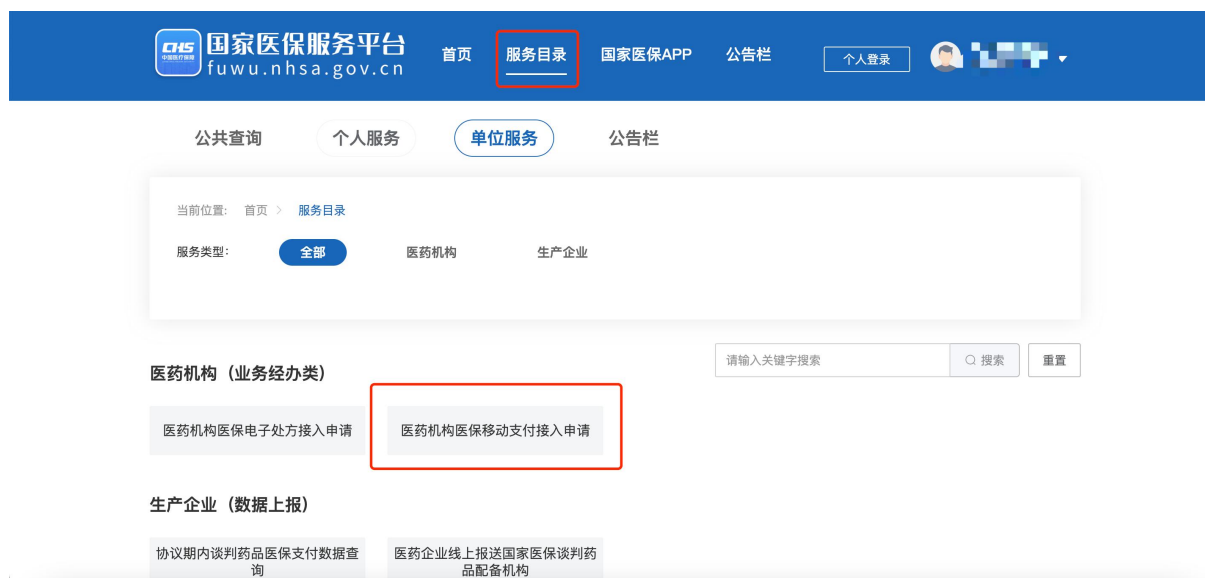 CHS
中国医疗保障
国家医保服务平台
fuwu.nhsa.gov.cn
首页 服务目录 国家医保APP 公告栏 个人登录
公共查询 个人服务 单位服务 公告栏
当前位置: 首页 > 服务目录
服务类型: 全部 医药机构 生产企业
请输入关键字搜索 搜索 重置
医药机构（业务经办类）
医药机构医保电子处方接入申请 医药机构医保移动支付接入申请
生产企业（数据上报）
协议期内谈判药品医保支付数据查
询
医药企业线上报送国家医保谈判药
品配备机构